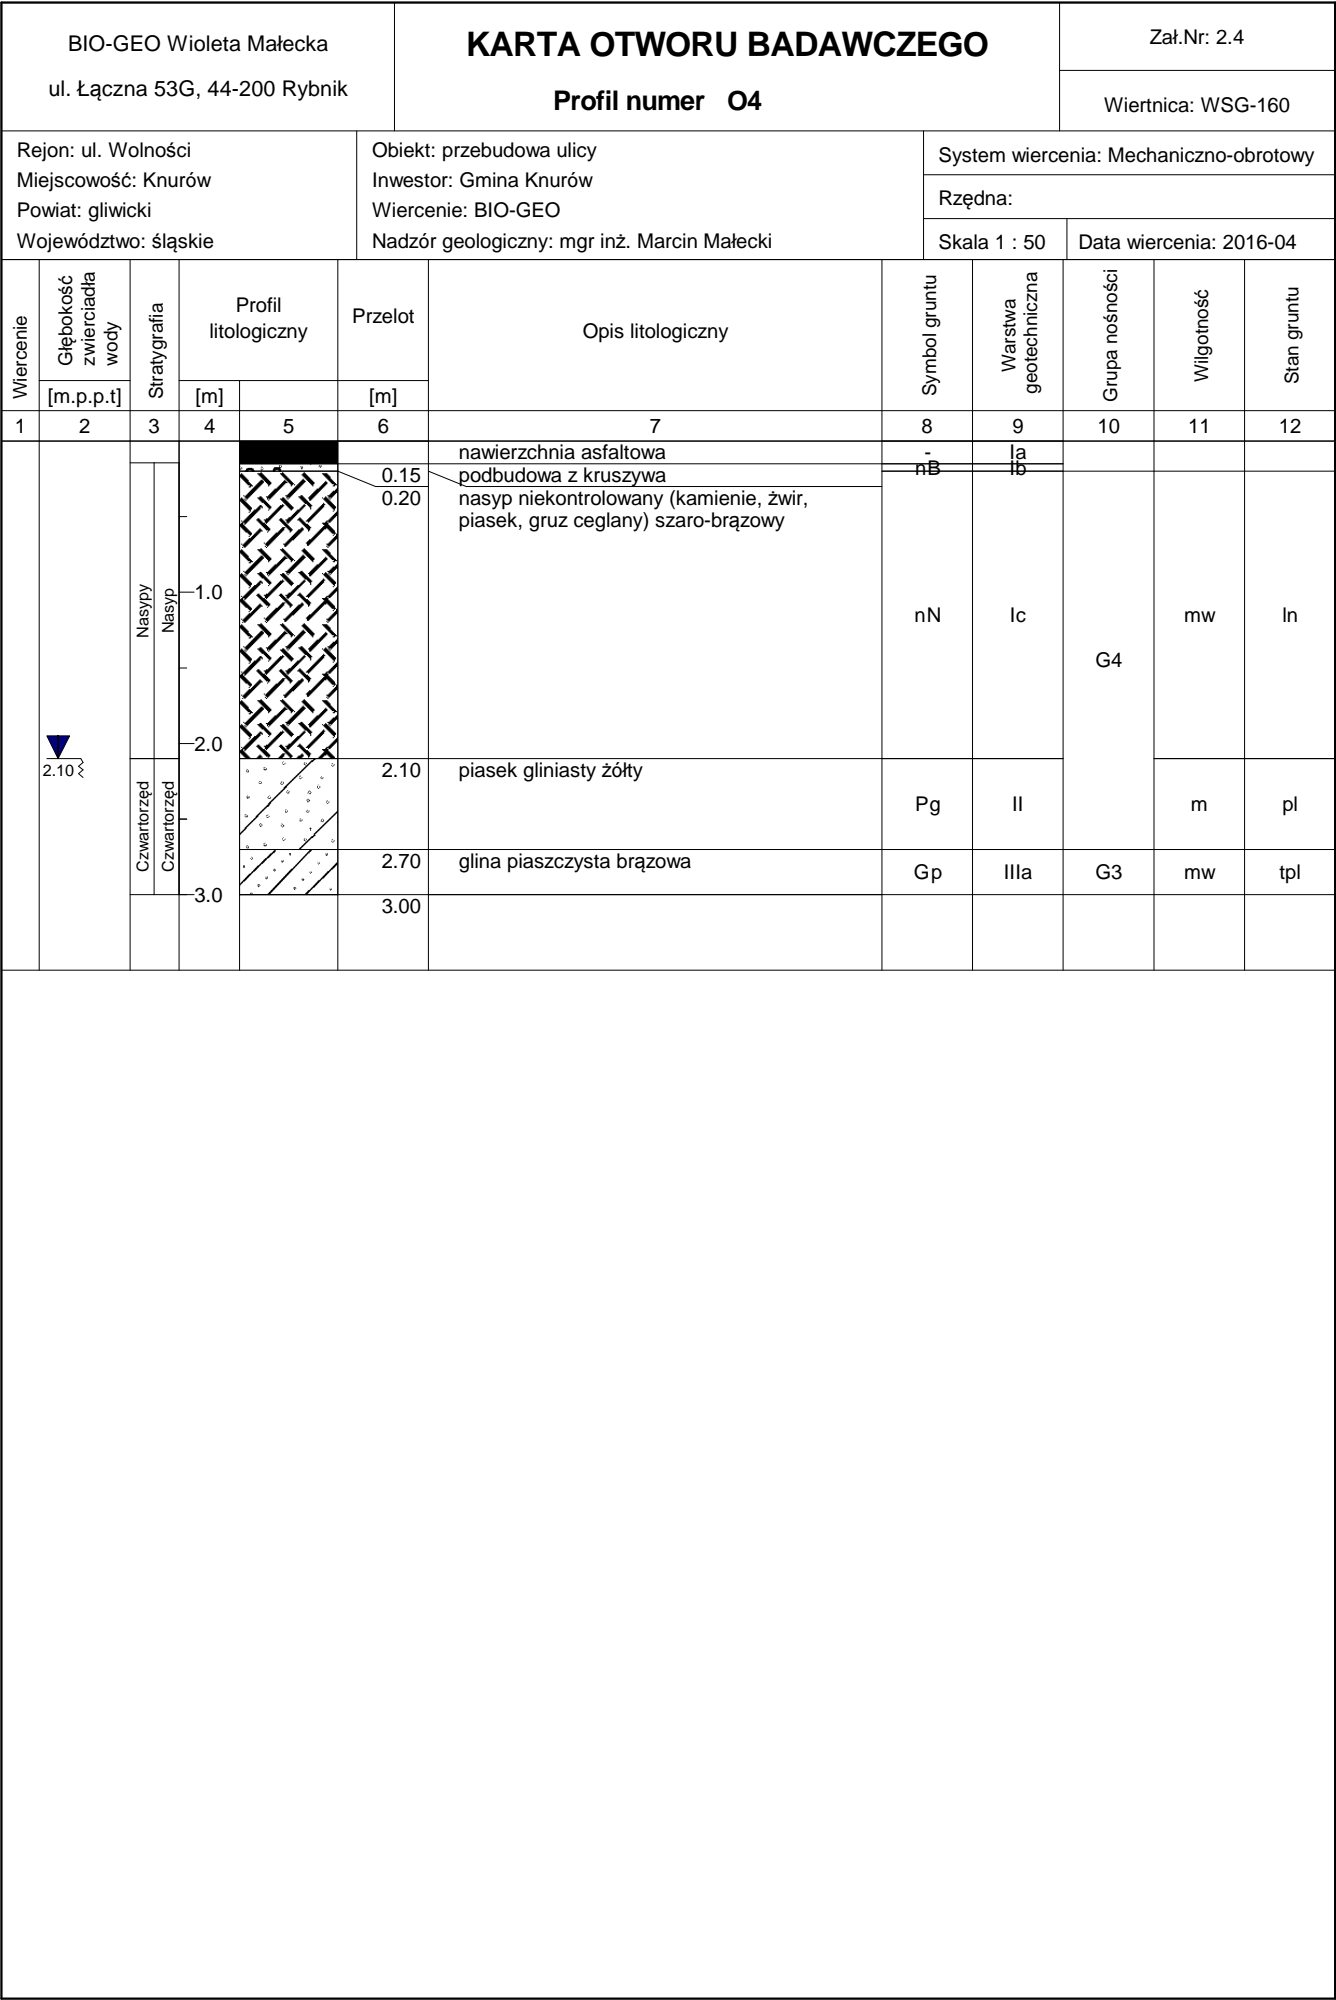 BIO-GEO Wioleta Małecka
ul. Łączna 53G, 44-200 Rybnik
KARTA OTWORU BADAWCZEGO
Profil numer O4
Zał.Nr: 2.4
Wiertnica: WSG-160
Rejon: ul. Wolności
Miejscowość: Knurów
Powiat: gliwicki
Województwo: śląskie
Obiekt: przebudowa ulicy
Inwestor: Gmina Knurów
Wiercenie: BIO-GEO
Nadzór geologiczny: mgr inż. Marcin Małecki
System wiercenia: Mechaniczno-obrotowy
Rzędna:
Skala 1 : 50
Data wiercenia: 2016-04
Wiercenie
Głębokość
zwierciadła
wody
[m.p.p.t]
Stratygrafia
Profil
litologiczny
[m]
Przelot
[m]
Opis litologiczny
Symbol gruntu
Warstwa
geotechniczna
Grupa nośności
Wilgotność
Stan gruntu
1 2 3 4 5 6 7 8 9 10 11 12
nawierzchnia asfaltowa - Ia
0.15 podbudowa z kruszywa nB Ib
0.20 nasyp niekontrolowany (kamienie, żwir,
piasek, gruz ceglany) szaro-brązowy
Nasypy
Nasyp
1.0
nN Ic mw ln
G4
2.0
2.10
2.10 piasek gliniasty żółty
Czwartorzęd
Czwartorzęd
Pg II m pl
2.70 glina piaszczysta brązowa
Gp IIIa G3 mw tpl
3.0
3.00